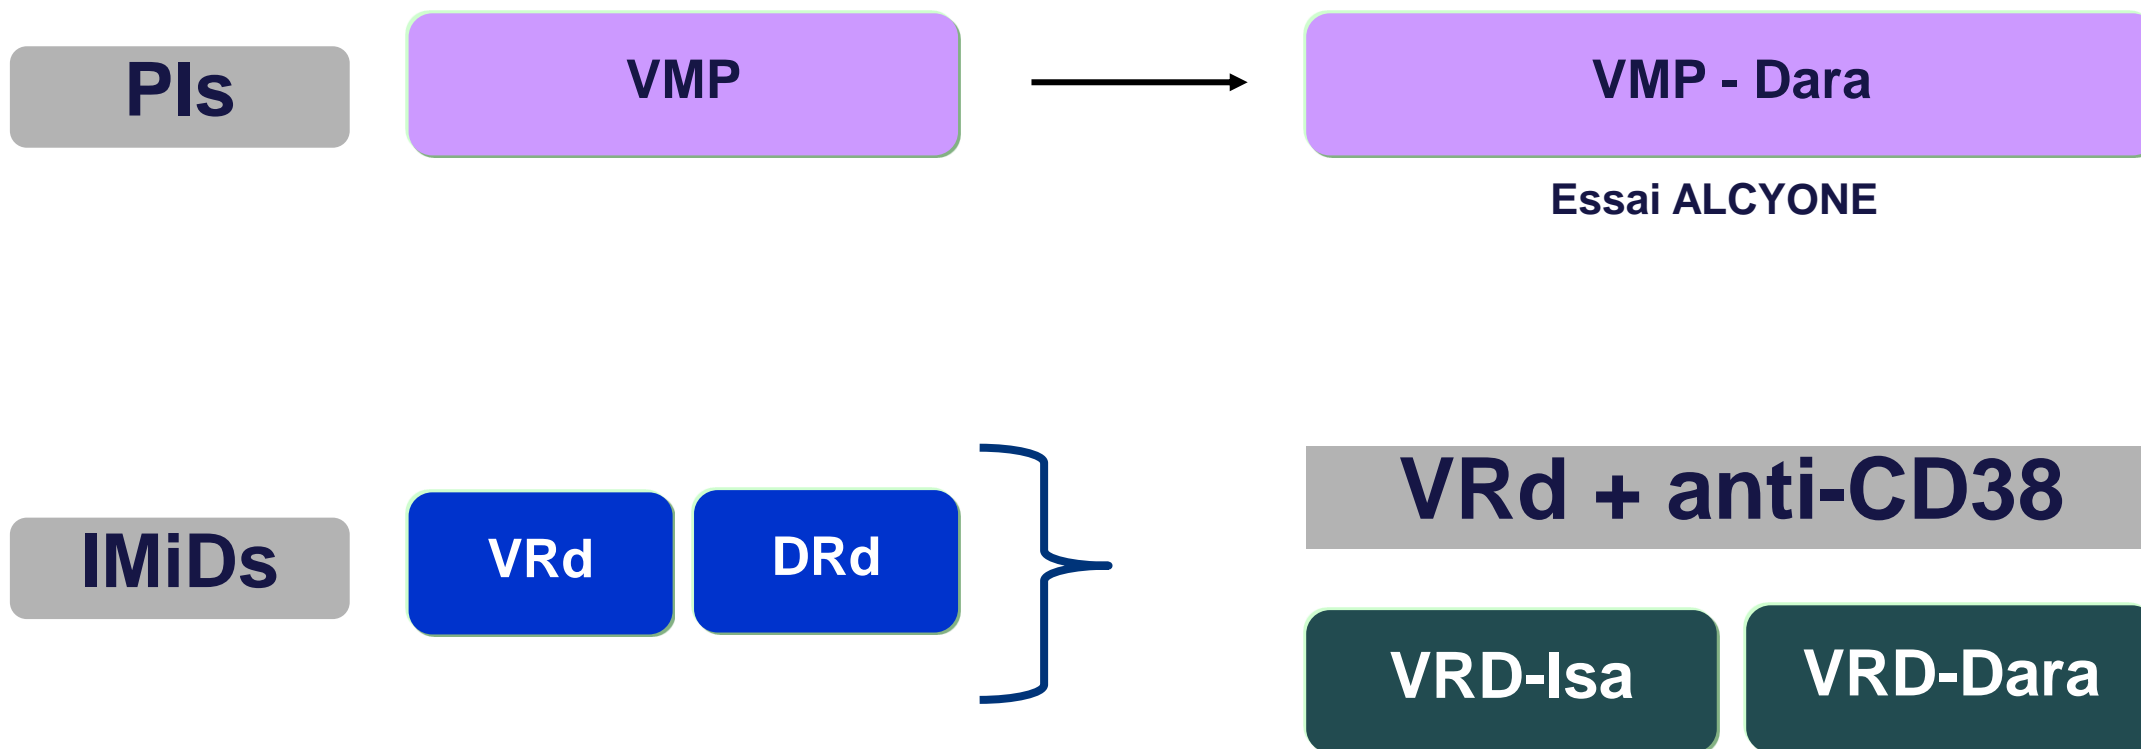 PIs
VMP
VMP - Dara
Essai ALCYONE
IMiDs
VRd
DRd
VRd + anti-CD38
VRD-Isa
VRD-Dara